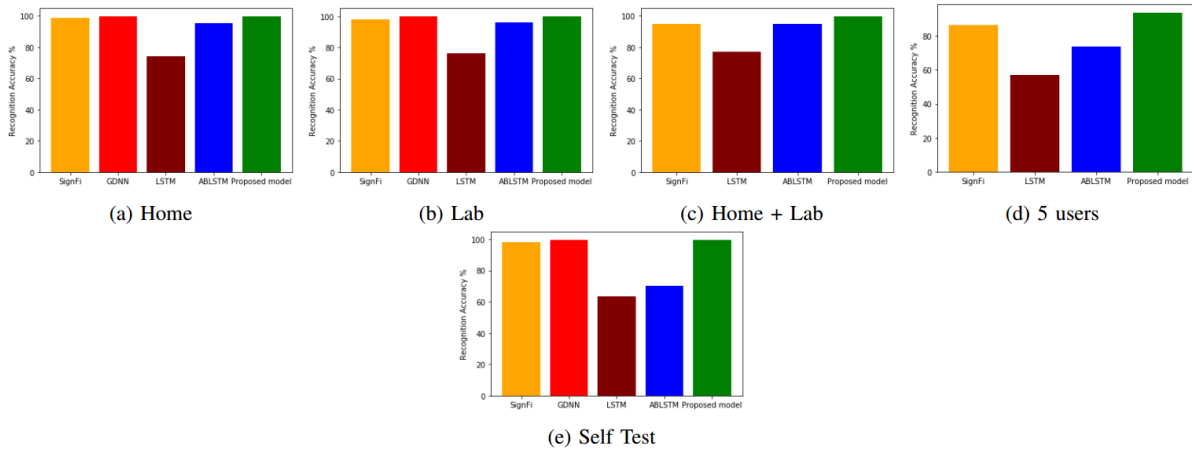 Recognition Accuracy %
100
80
60
40
20
0
SignFi GDNN LSTM ABLSTM Proposed model
(a) Home
Recognition Accuracy %
100
80
60
40
20
0
SignFi GDNN LSTM ABLSTM Proposed model
(b) Lab
Recognition Accuracy %
100
80
60
40
20
0
SignFi LSTM ABLSTM Proposed model
(c) Home + Lab
Recognition Accuracy %
80
60
40
20
0
SignFi LSTM ABLSTM Proposed model
(d) 5 users
Recognition Accuracy %
100
80
60
40
20
0
SignFi GDNN LSTM ABLSTM Proposed model
(e) Self Test